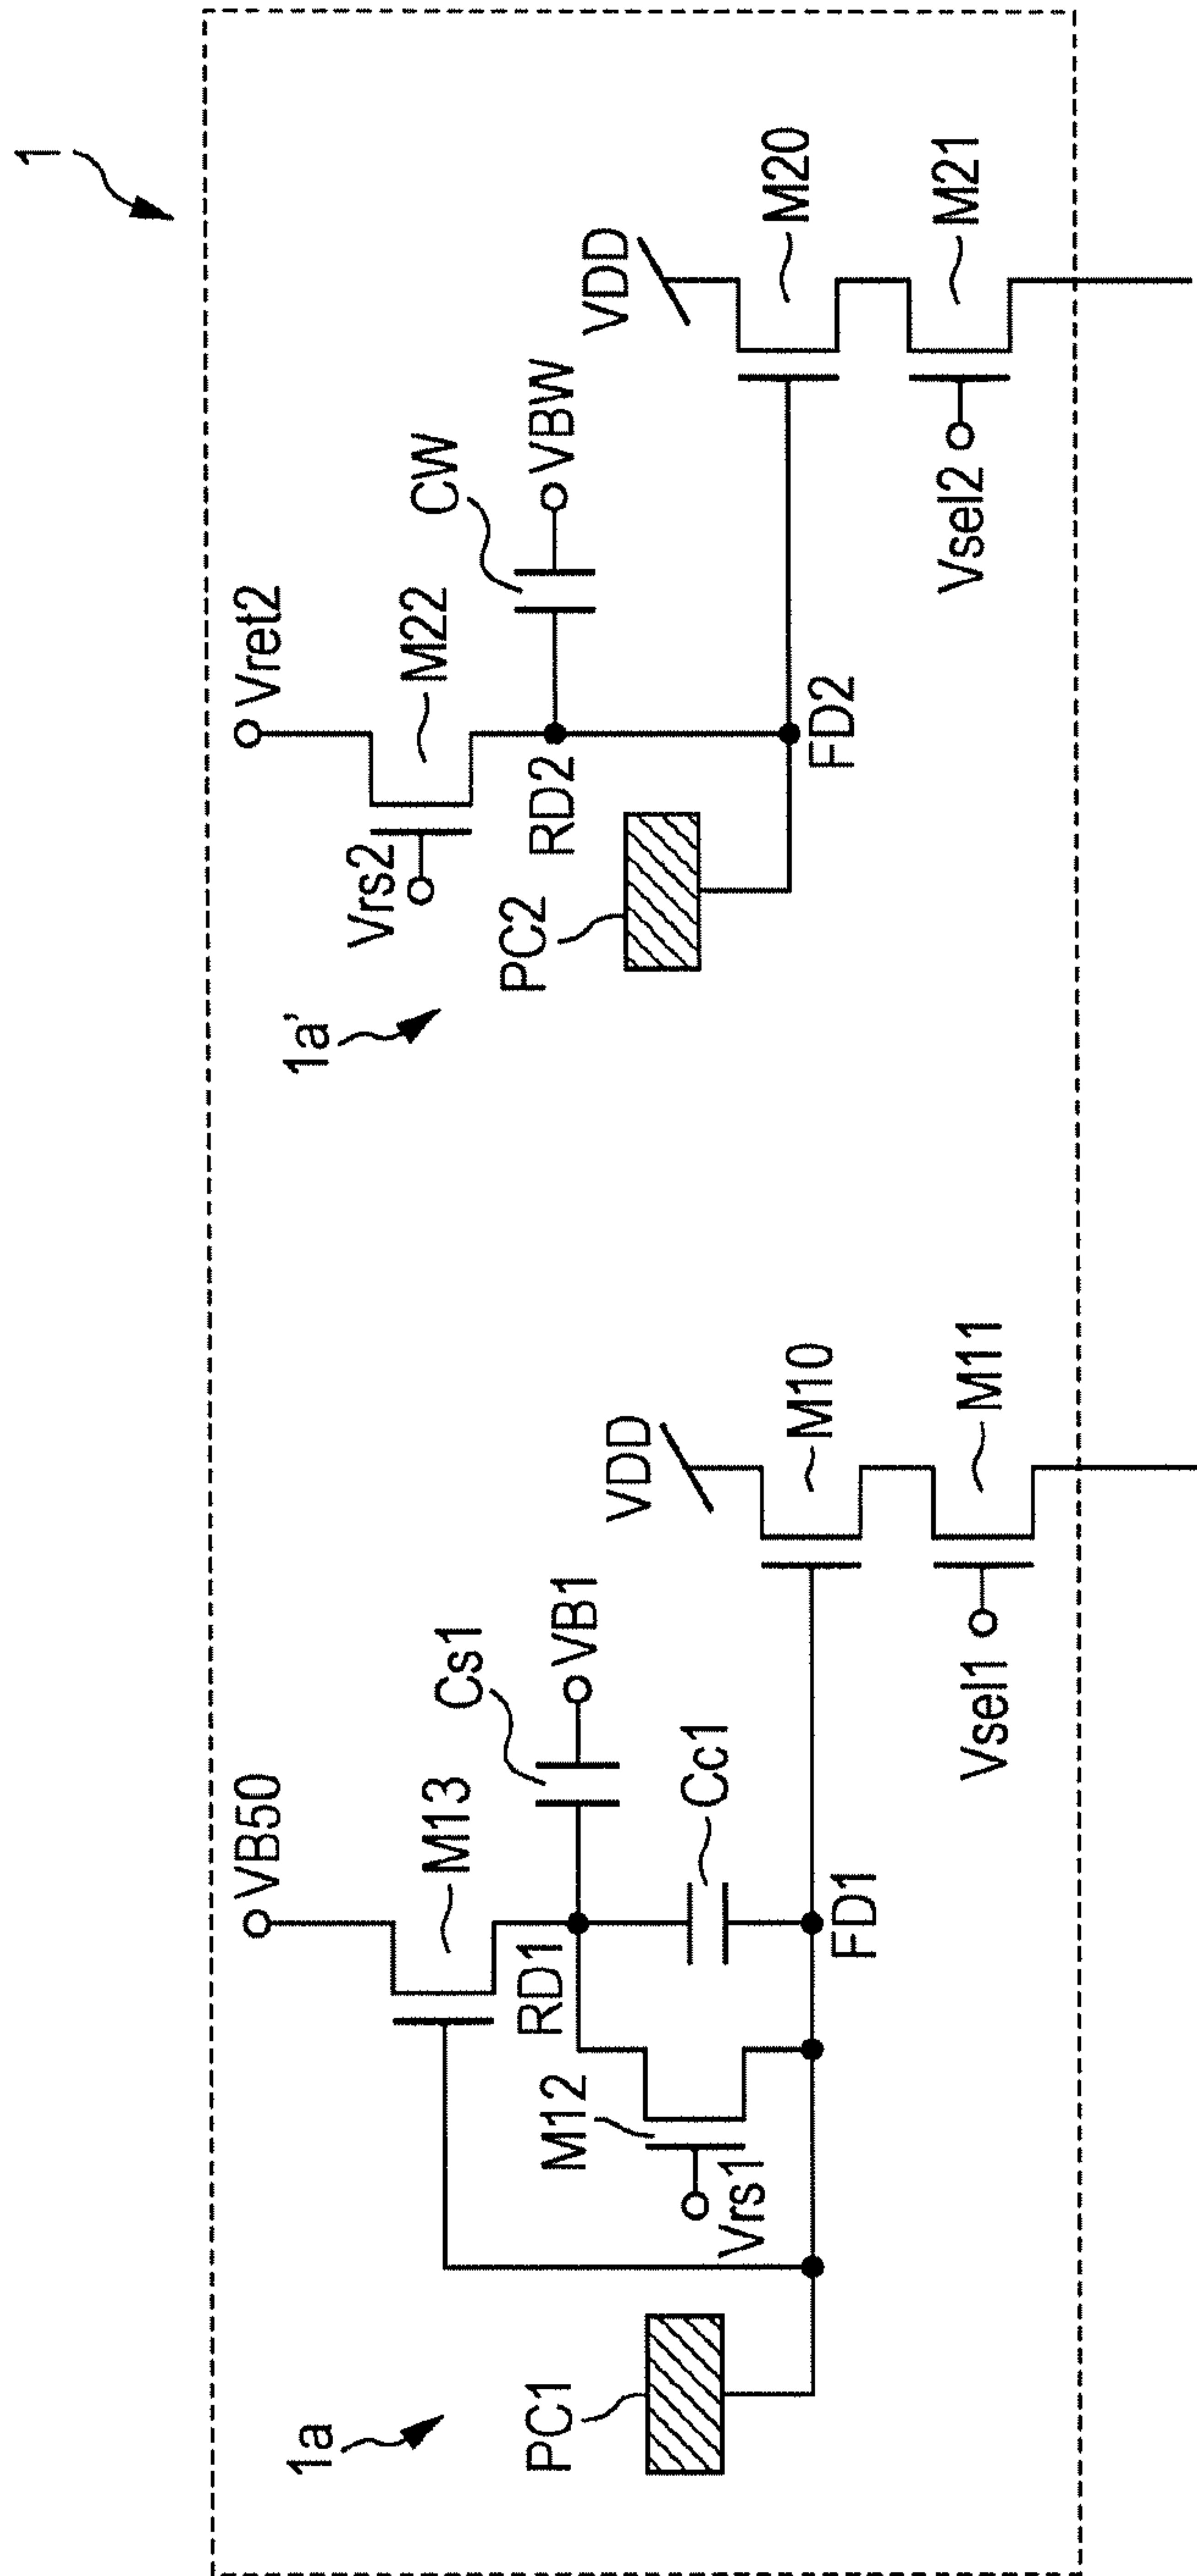 1
1a
VB50
M13
Cs1
VB1
RD1
M12
Vrs1
Cc1
PC1
FD1
VDD
M10
M11
Vsel1
1a'
Vret2
M22
Vrs2
CW
VBW
RD2
PC2
FD2
VDD
M20
M21
Vsel2